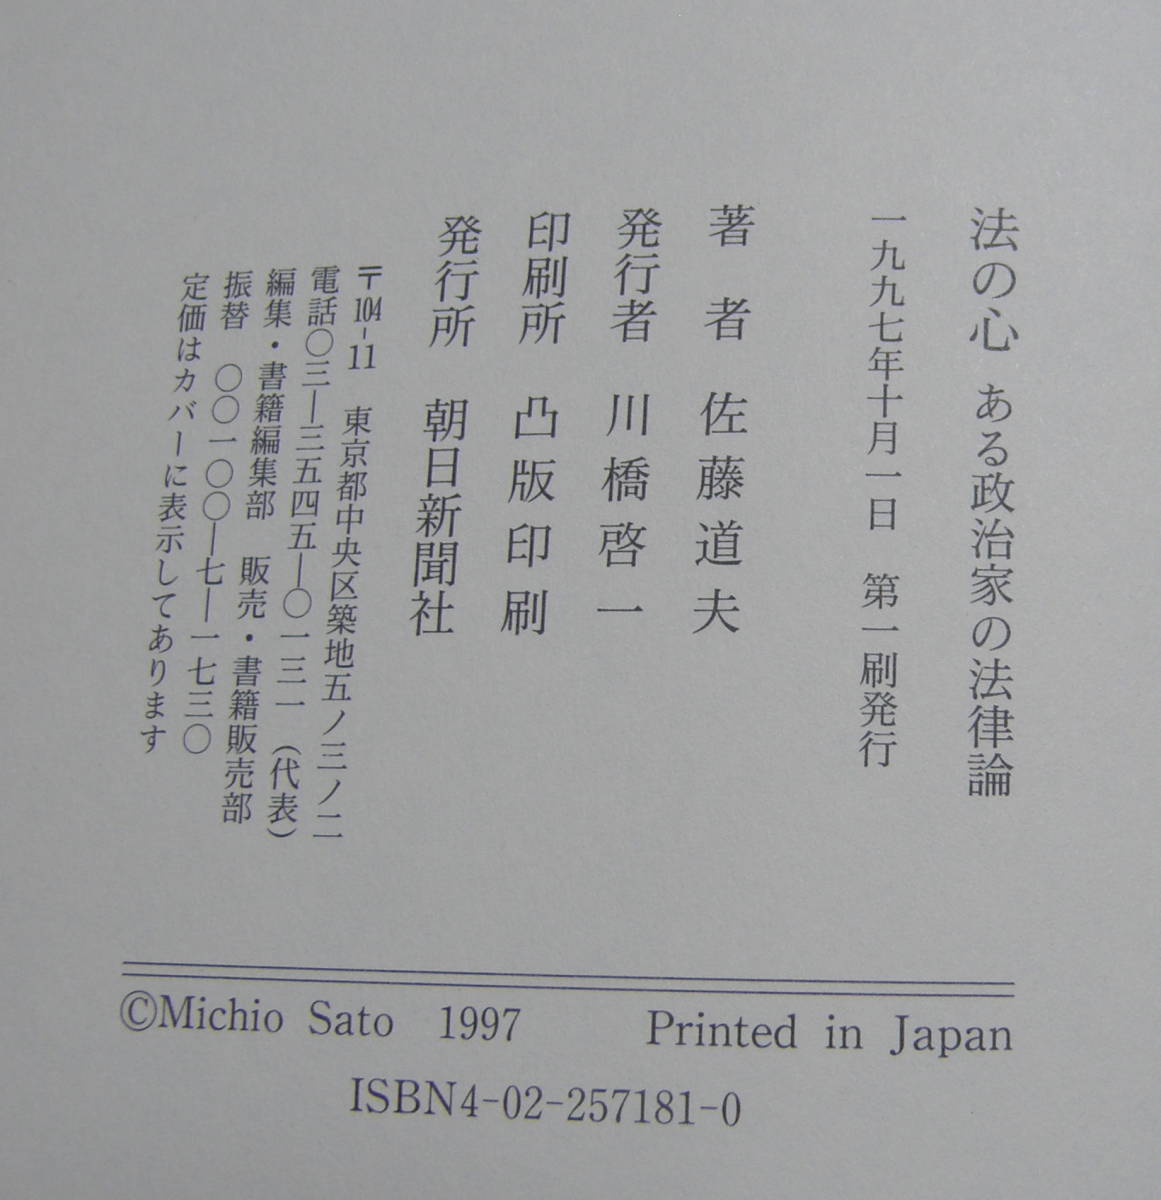 法の心 ある政治家の法律論
一九九七年十月一日 第一刷発行
著者 佐藤道夫
発行者 川橋啓一
印刷所 凸版印刷
発行所 朝日新聞社
〒104-11 東京都中央区築地五ノ三ノ二
電話〇三―三五四五―〇一三一(代表)
編集・書籍編集部 販売・書籍販売部
振替 〇〇一〇〇―七―一七三〇
定価はカバーに表示してあります
©Michio Sato 1997 Printed in Japan
ISBN4-02-257181-0